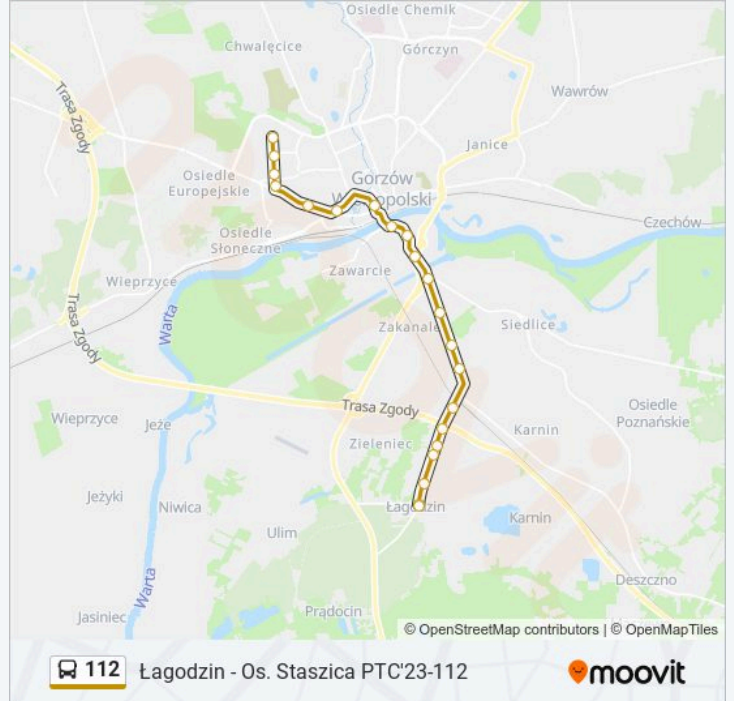 Osiedle Chemik
Chwalęcice
Górczyn
Trasa Zgody
Wawrów
Janice
Osiedle
Europejskie
Gorzów
Wielkopolski
Osiedle
Słoneczne
Czechów
Zawarcie
Wieprzyce
Warta
Trasa Zgody
Zakanale
Siedlice
Trasa Zgody
Osiedle
Poznańskie
Wieprzyce
Jeże
Karnin
Zieleniec
Jeżyki
Niwica
Łagodzin
Karnin
Ulim
Warta
Deszczno
Prądocin
Jasiniec
© OpenStreetMap contributors | © OpenMapTiles
112 Łagodzin - Os. Staszica PTC'23-112
moovit